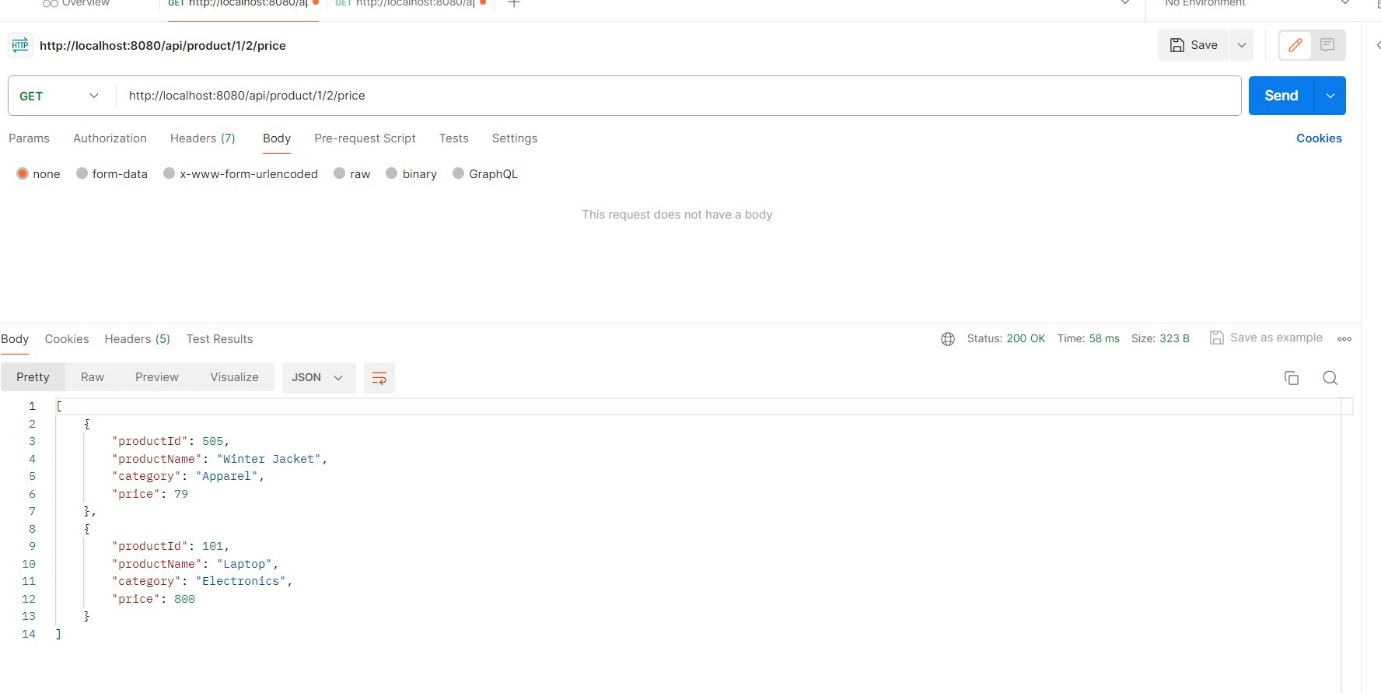 Overview GET http://localhost:8080/a GET http://localhost:8080/a No Environment
HTTP http://localhost:8080/api/product/1/2/price Save
GET http://localhost:8080/api/product/1/2/price Send
Params Authorization Headers (7) Body Pre-request Script Tests Settings Cookies
none form-data x-www-form-urlencoded raw binary GraphQL
This request does not have a body
Body Cookies Headers (5) Test Results Status: 200 OK Time: 58 ms Size: 323 B Save as example
Pretty Raw Preview Visualize JSON
1 [
2 {
3 "productId": 505,
4 "productName": "Winter Jacket",
5 "category": "Apparel",
6 "price": 79
7 },
8 {
9 "productId": 101,
10 "productName": "Laptop",
11 "category": "Electronics",
12 "price": 800
13 }
14 ]